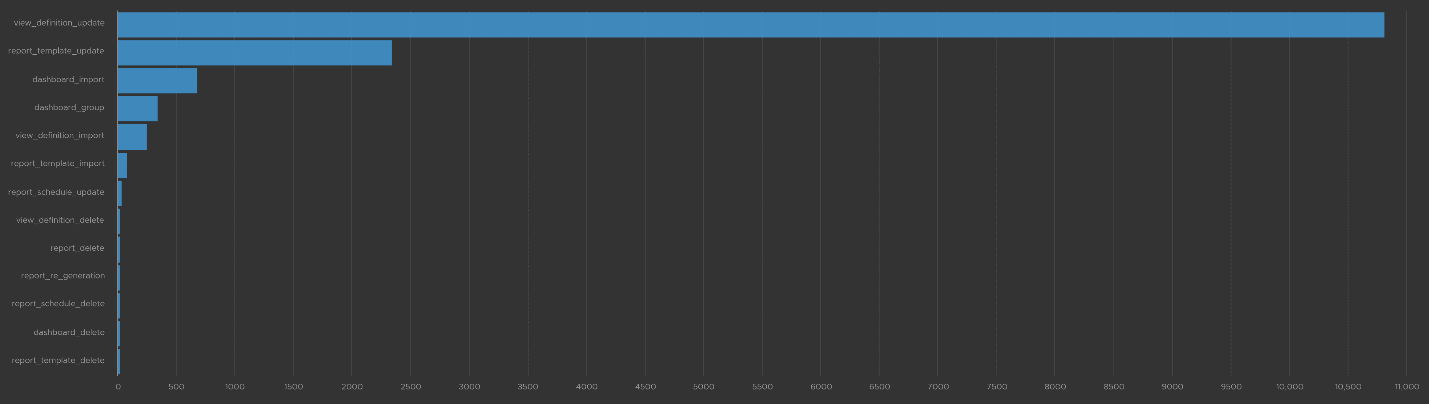 view_definition_update
report_template_update
dashboard_import
dashboard_group
view_definition_import
report_template_import
report_schedule_update
view_definition_delete
report_delete
report_re_generation
report_schedule_delete
dashboard_delete
report_template_delete
0 500 1000 1500 2000 2500 3000 3500 4000 4500 5000 5500 6000 6500 7000 7500 8000 8500 9000 9500 10,000 10,500 11,000